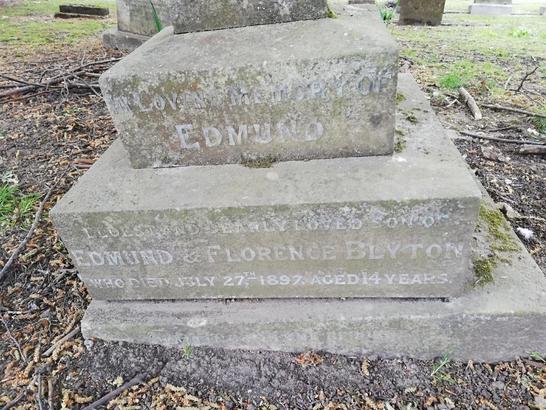 IN LOVING MEMORY OF
EDMUND
ELDEST AND DEARLY LOVED SON OF
EDMUND & FLORENCE BLYTON
WHO DIED JULY 27TH 1897. AGED 14 YEARS.